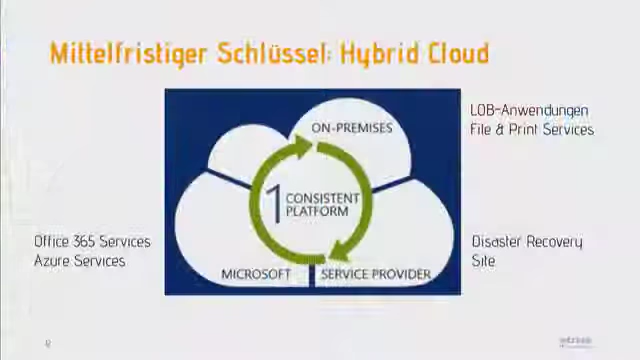 Mittelfristiger Schlüssel: Hybrid Cloud
LOB-Anwendungen
File & Print Services
ON-PREMISES
1 CONSISTENT
PLATFORM
Office 365 Services
Azure Services
Disaster Recovery
Site
MICROSOFT
SERVICE PROVIDER